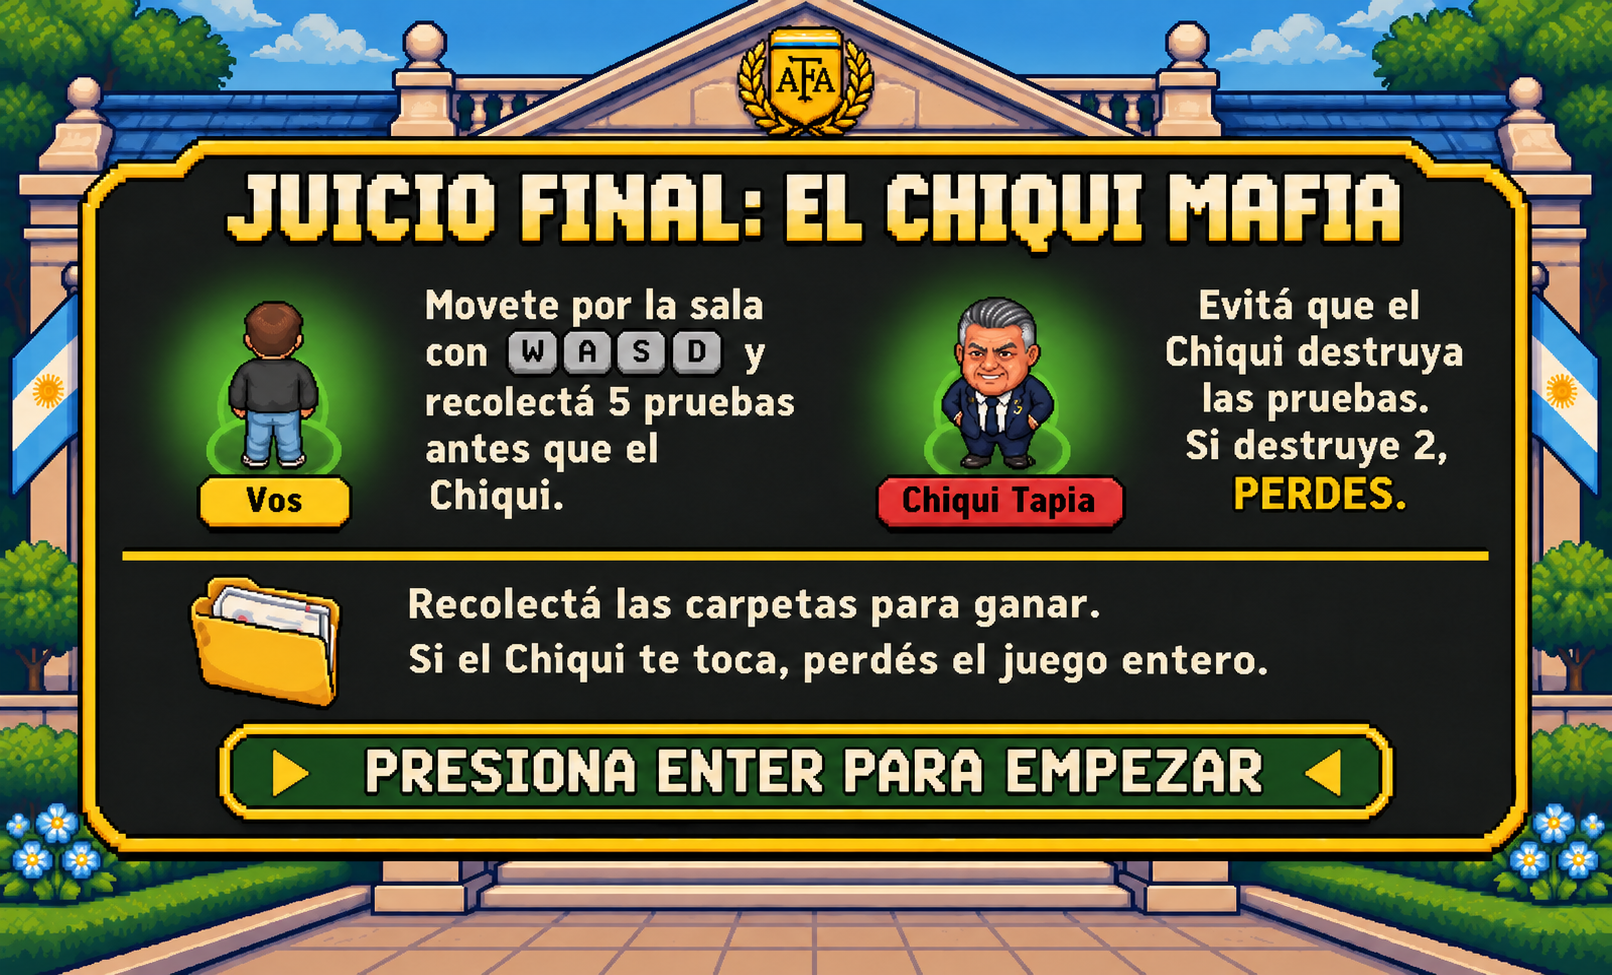 AFA
JUICIO FINAL: EL CHIQUI MAFIA
Movete por la sala
con W A S D y
recolectá 5 pruebas
antes que el
Chiqui.
Vos
Evitá que el
Chiqui destruya
las pruebas.
Si destruye 2,
PERDES.
Chiqui Tapia
Recolectá las carpetas para ganar.
Si el Chiqui te toca, perdés el juego entero.
PRESIONA ENTER PARA EMPEZAR